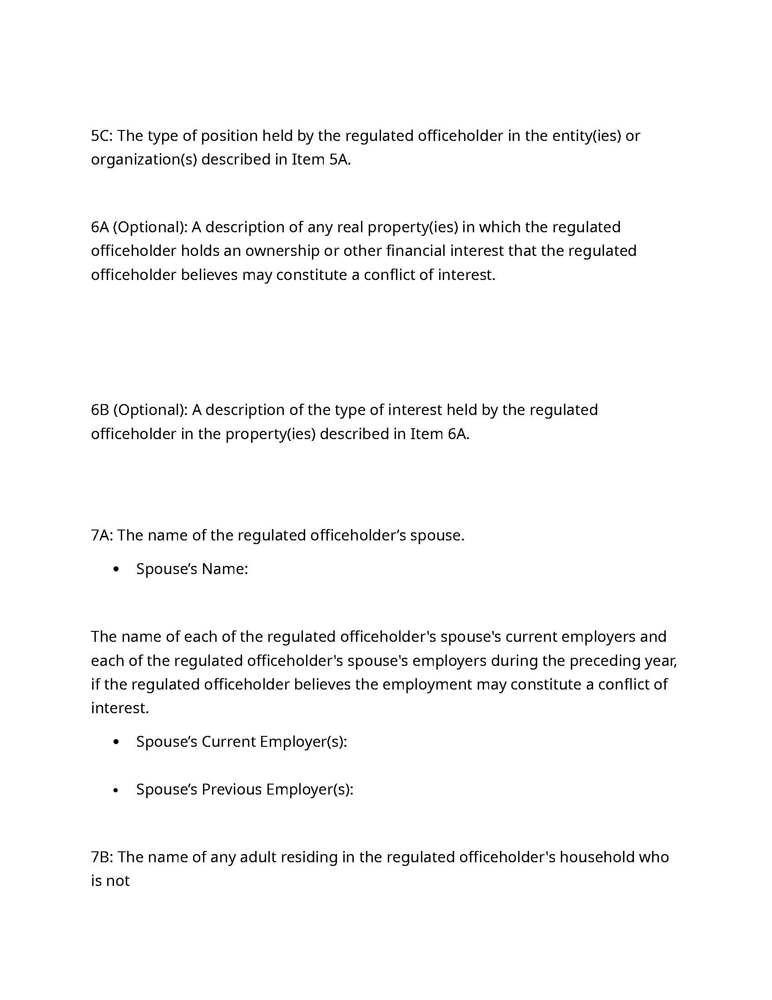 5C: The type of position held by the regulated officeholder in the entity(ies) or
organization(s) described in Item 5A.
6A (Optional): A description of any real property(ies) in which the regulated
officeholder holds an ownership or other financial interest that the regulated
officeholder believes may constitute a conflict of interest.
6B (Optional): A description of the type of interest held by the regulated
officeholder in the property(ies) described in Item 6A.
7A: The name of the regulated officeholder’s spouse.
• Spouse’s Name:
The name of each of the regulated officeholder's spouse's current employers and
each of the regulated officeholder's spouse's employers during the preceding year,
if the regulated officeholder believes the employment may constitute a conflict of
interest.
• Spouse’s Current Employer(s):
• Spouse’s Previous Employer(s):
7B: The name of any adult residing in the regulated officeholder's household who
is not